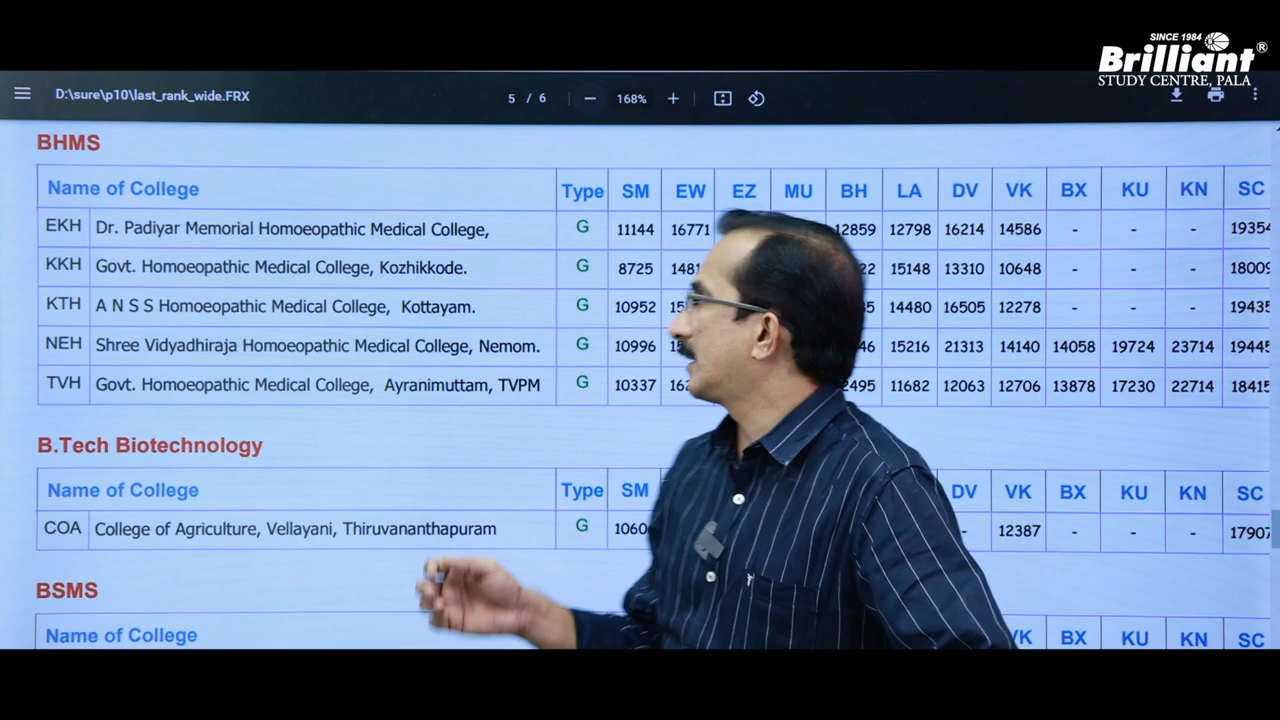 SINCE 1984
Brilliant®
STUDY CENTRE, PALA
D:\sure\p10\last_rank_wide.FRX 5 / 6 168%
BHMS
Name of College Type SM EW EZ MU BH LA DV VK BX KU KN SC
EKH Dr. Padiyar Memorial Homoeopathic Medical College, G 11144 16771 12859 12798 16214 14586 - - - 19354
KKH Govt. Homoeopathic Medical College, Kozhikkode. G 8725 15148 13310 10648 - - - 18009
KTH A N S S Homoeopathic Medical College, Kottayam. G 10952 14480 16505 12278 - - - 19435
NEH Shree Vidyadhiraja Homoeopathic Medical College, Nemom. G 10996 15216 21313 14140 14058 19724 23714 19445
TVH Govt. Homoeopathic Medical College, Ayranimuttam, TVPM G 10337 11682 12063 12706 13878 17230 22714 18415
B.Tech Biotechnology
Name of College Type SM DV VK BX KU KN SC
COA College of Agriculture, Vellayani, Thiruvananthapuram G - 12387 - - - 17907
BSMS
Name of College VK BX KU KN SC